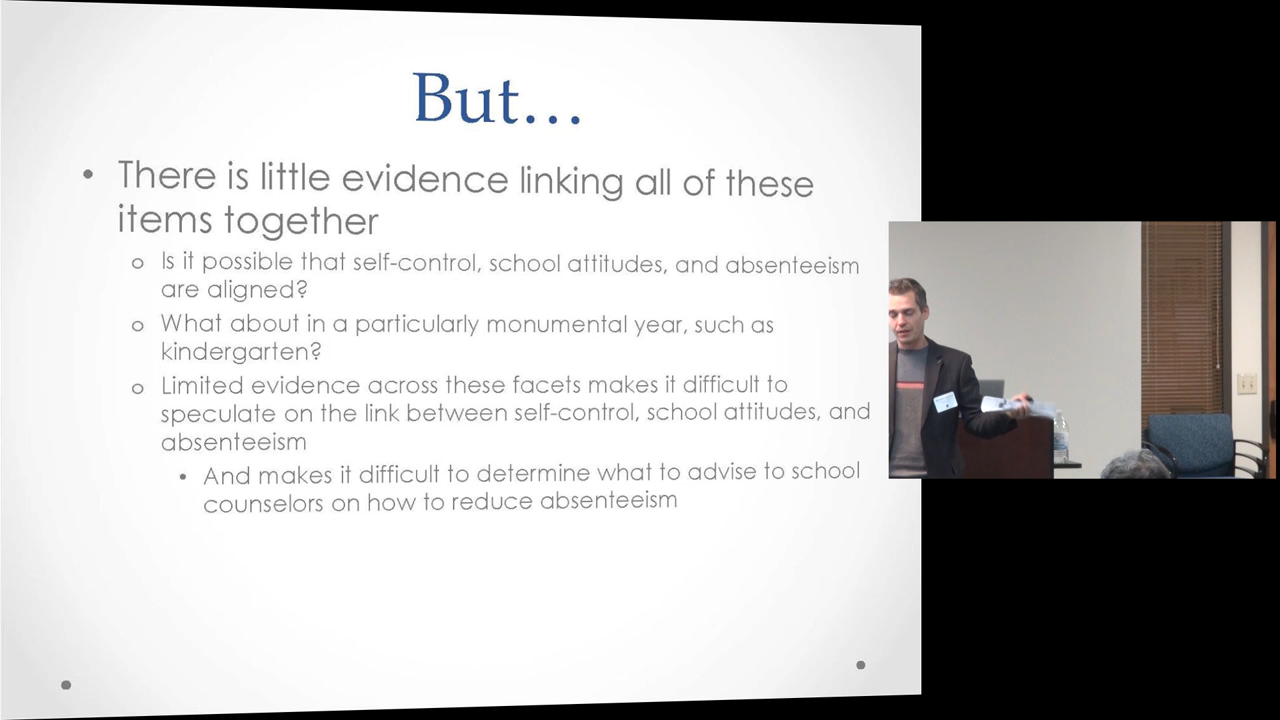 But...
• There is little evidence linking all of these
items together
o Is it possible that self-control, school attitudes, and absenteeism
are aligned?
o What about in a particularly monumental year, such as
kindergarten?
o Limited evidence across these facets makes it difficult to
speculate on the link between self-control, school attitudes, and
absenteeism
• And makes it difficult to determine what to advise to school
counselors on how to reduce absenteeism